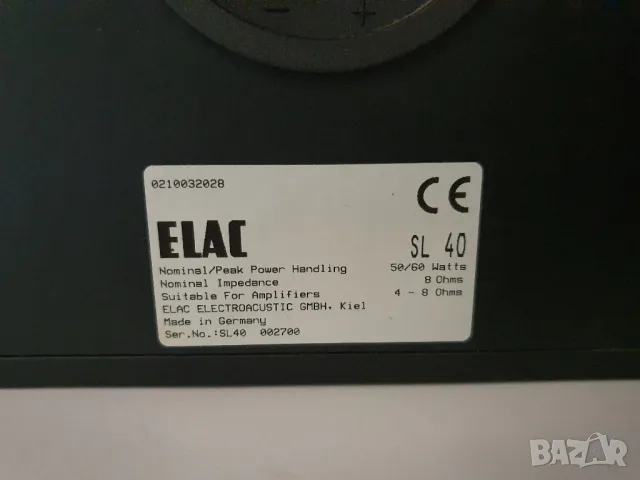 − +
0210032028
CE
ELAC SL 40
Nominal/Peak Power Handling 50/60 Watts
Nominal Impedance 8 Ohms
Suitable For Amplifiers 4 - 8 Ohms
ELAC ELECTROACUSTIC GMBH. Kiel
Made in Germany
Ser.No.:SL40 002700
BAZAR